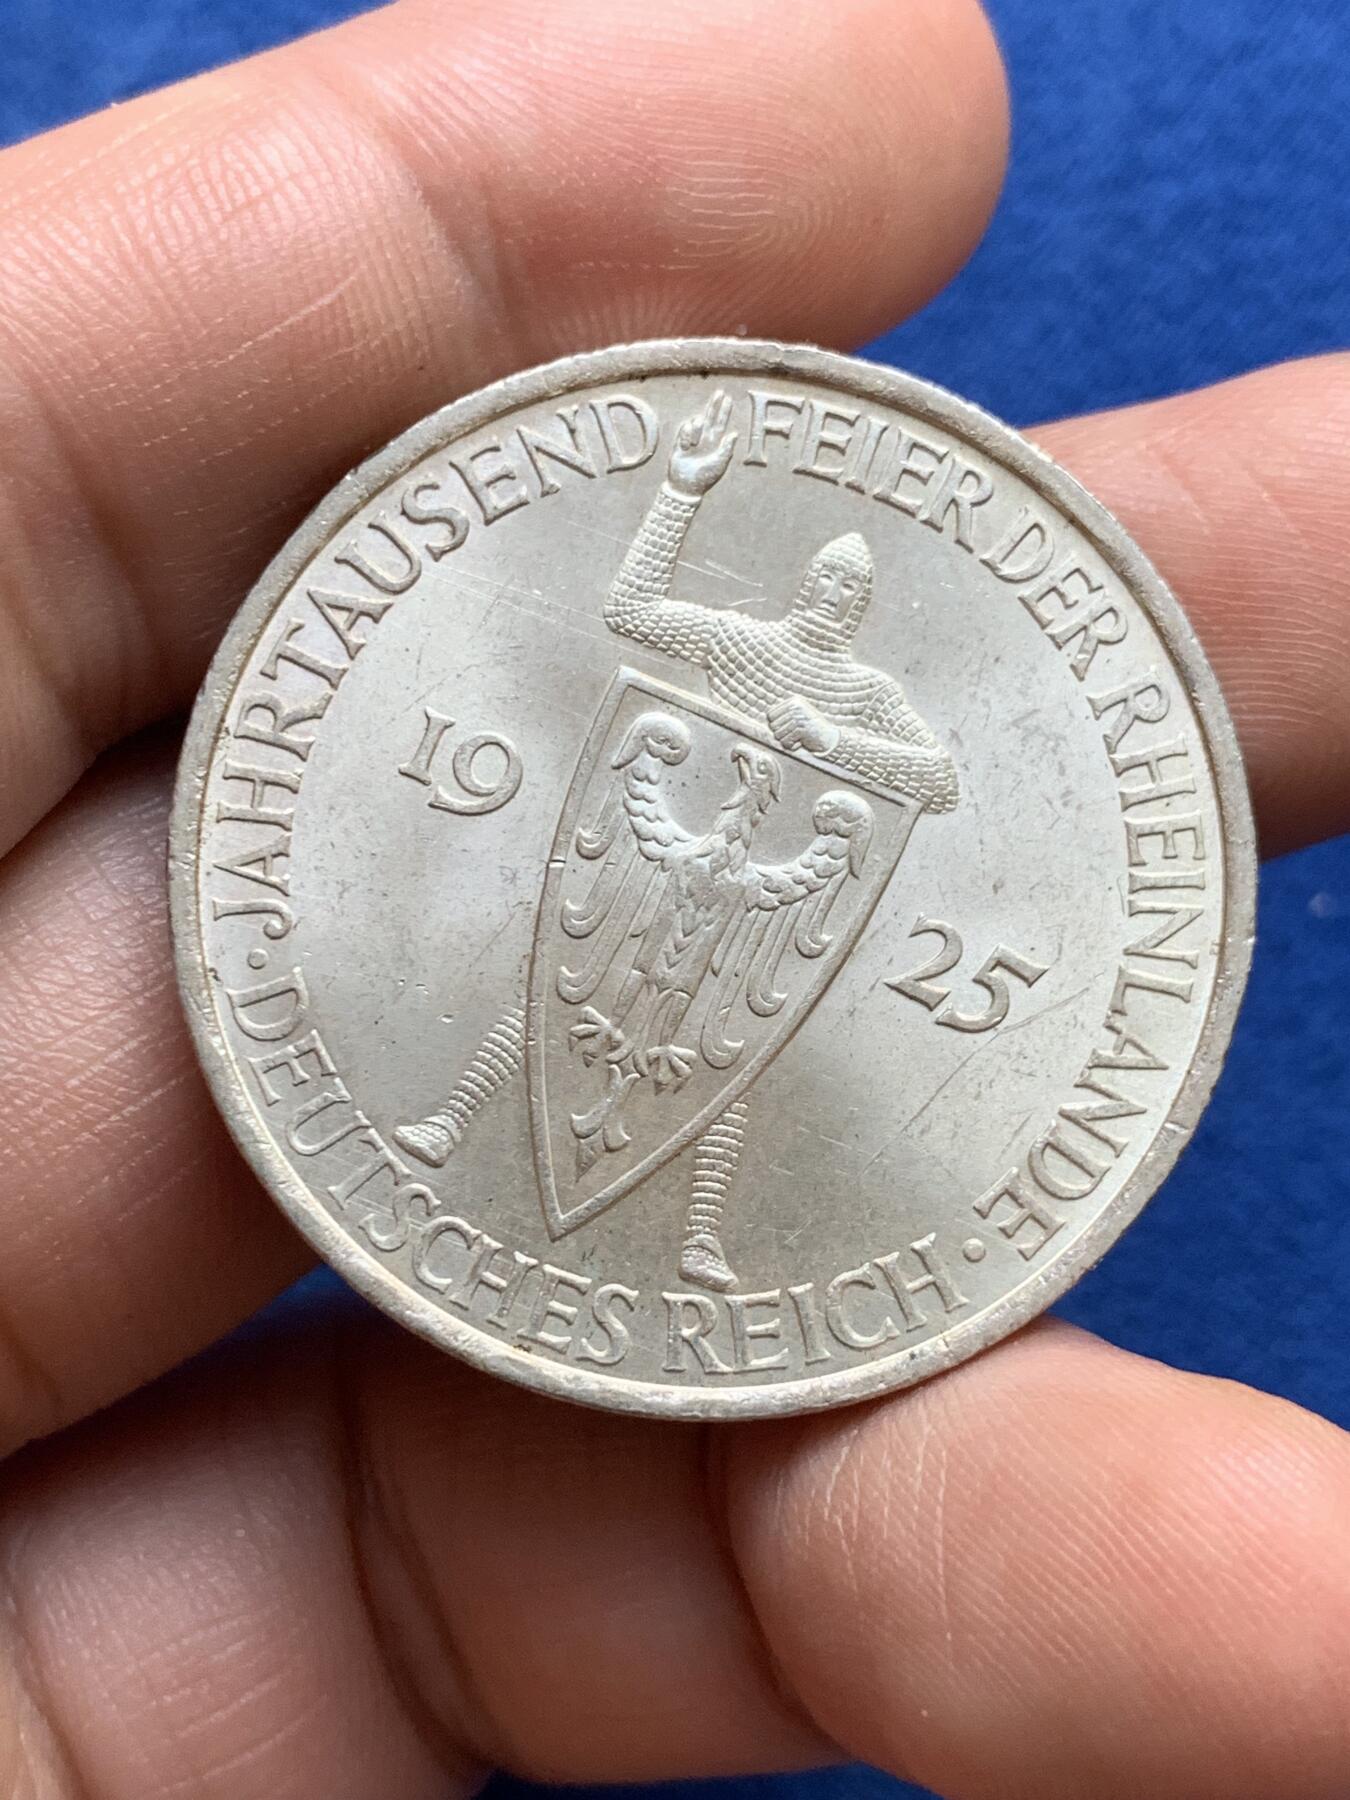 ·JAHRTAUSEND FEIER DER RHEINLANDE·
19 25
DEUTSCHES REICH